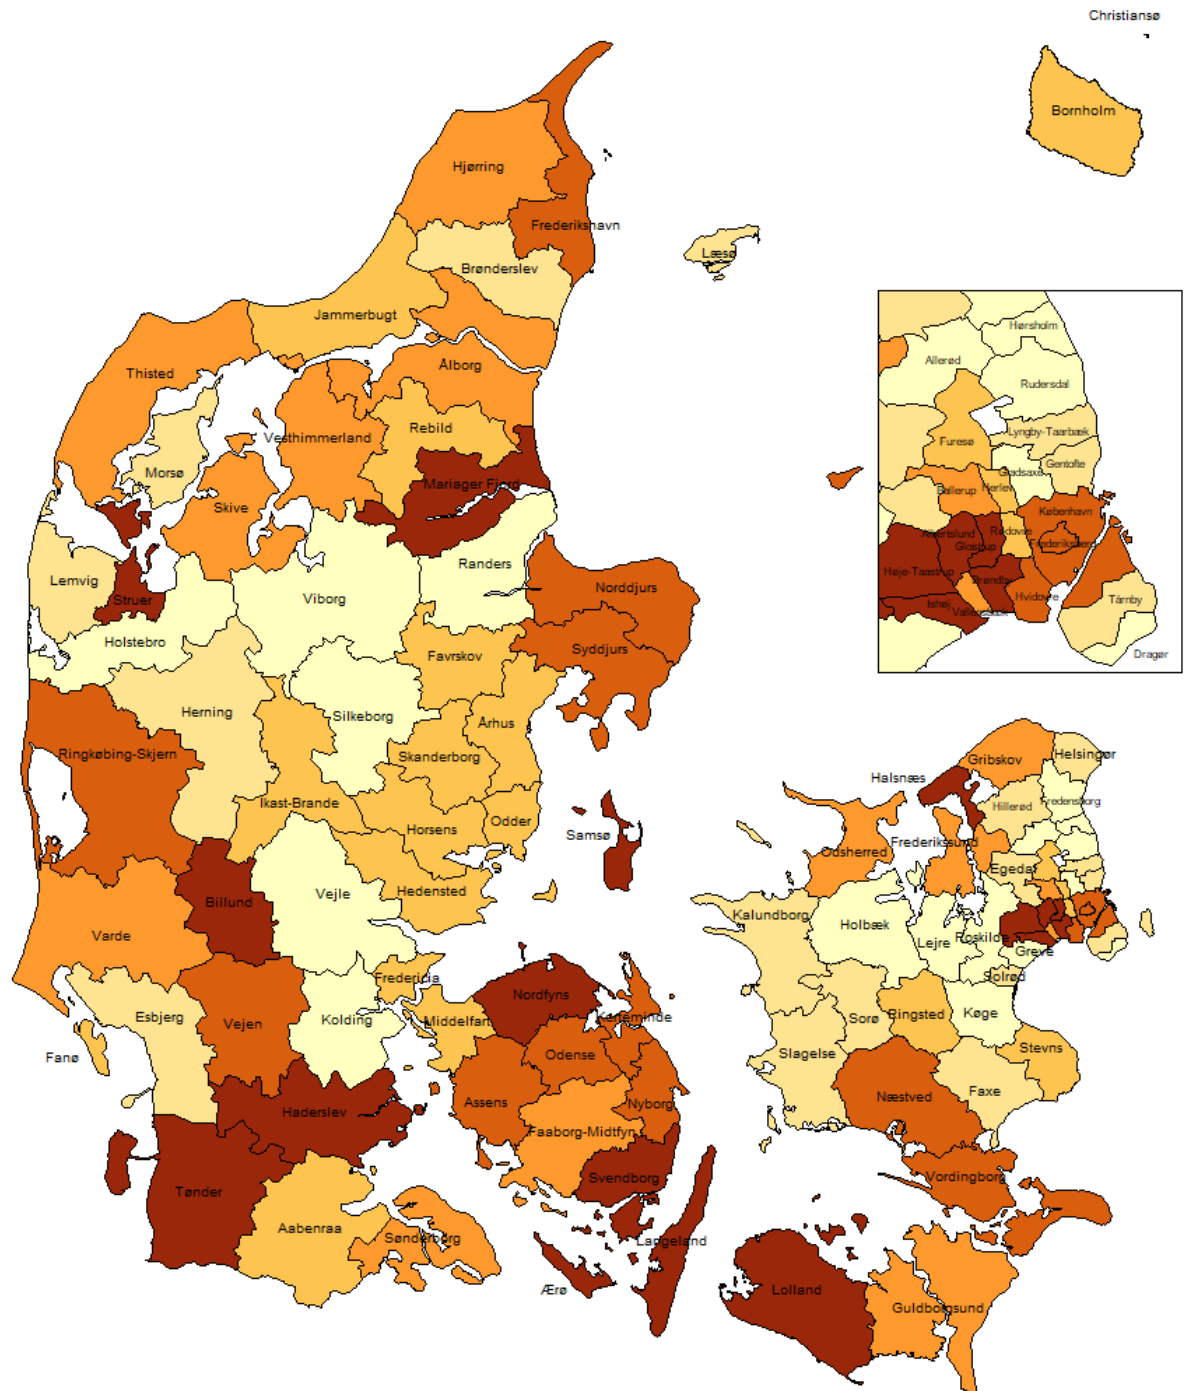 Christiansø
Bornholm
Hjørring
Frederikshavn
Læsø
Brønderslev
Jammerbugt
Ålborg
Thisted
Rebild
Vesthimmerland
Morsø
Mariager Fjord
Skive
Randers
Lemvig
Struer
Viborg
Norddjurs
Holstebro
Syddjurs
Favrskov
Herning
Silkeborg
Århus
Ringkøbing-Skjern
Skanderborg
Ikast-Brande
Horsens
Odder
Samsø
Hedensted
Vejle
Billund
Varde
Fredericia
Esbjerg
Vejen
Kolding
Middelfart
Nordfyns
Kerteminde
Fanø
Odense
Assens
Nyborg
Haderslev
Faaborg-Midtfyn
Svendborg
Tønder
Aabenraa
Sønderborg
Langeland
Ærø
Hørsholm
Allerød
Rudersdal
Lyngby-Taarbæk
Furesø
Gentofte
Gladsaxe
Ballerup
Herlev
København
Albertslund
Rødovre
Glostrup
Frederiksberg
Høje-Taastrup
Brøndby
Hvidovre
Ishøj
Vallensbæk
Tårnby
Dragør
Helsingør
Gribskov
Halsnæs
Hillerød
Fredensborg
Frederikssund
Odsherred
Egedal
Kalundborg
Holbæk
Lejre
Roskilde
Greve
Solrød
Sorø
Ringsted
Køge
Slagelse
Stevns
Næstved
Faxe
Vordingborg
Lolland
Guldborgsund